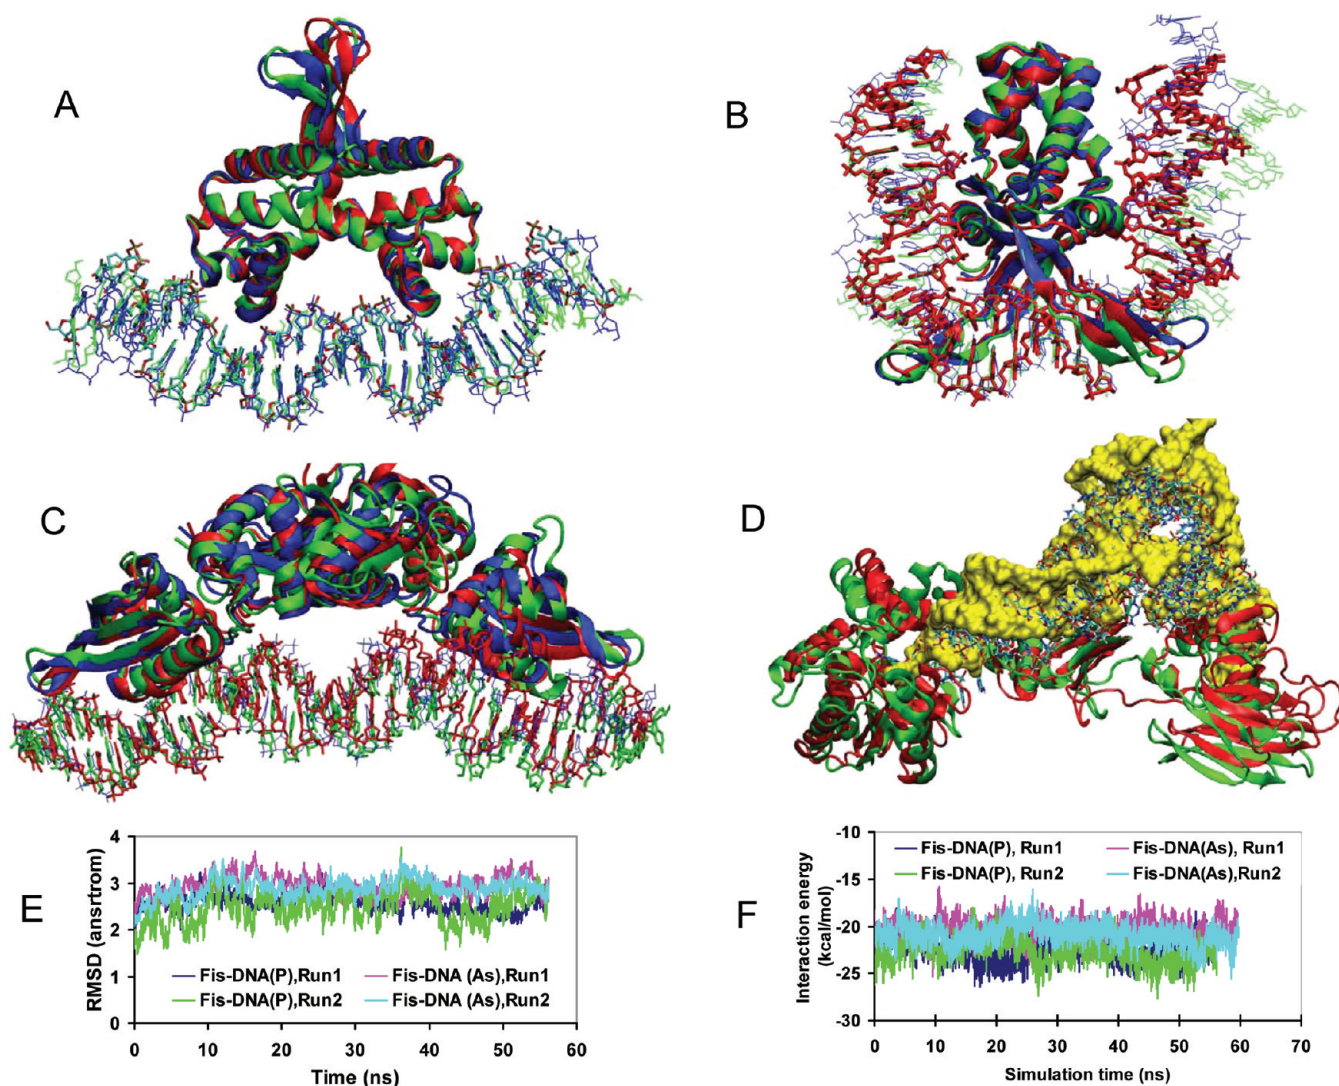 A
B
C
D
E
RMSD (ansrtrom)
4
3
2
1
0
Fis-DNA(P),Run1
Fis-DNA (As),Run1
Fis-DNA(P),Run2
Fis-DNA (As),Run2
0 10 20 30 40 50 60
Time (ns)
F
Interaction energy
(kcal/mol)
-10
-15
-20
-25
-30
Fis-DNA(P), Run1
Fis-DNA(As), Run1
Fis-DNA(P), Run2
Fis-DNA(As),Run2
0 10 20 30 40 50 60 70
Simulation time (ns)